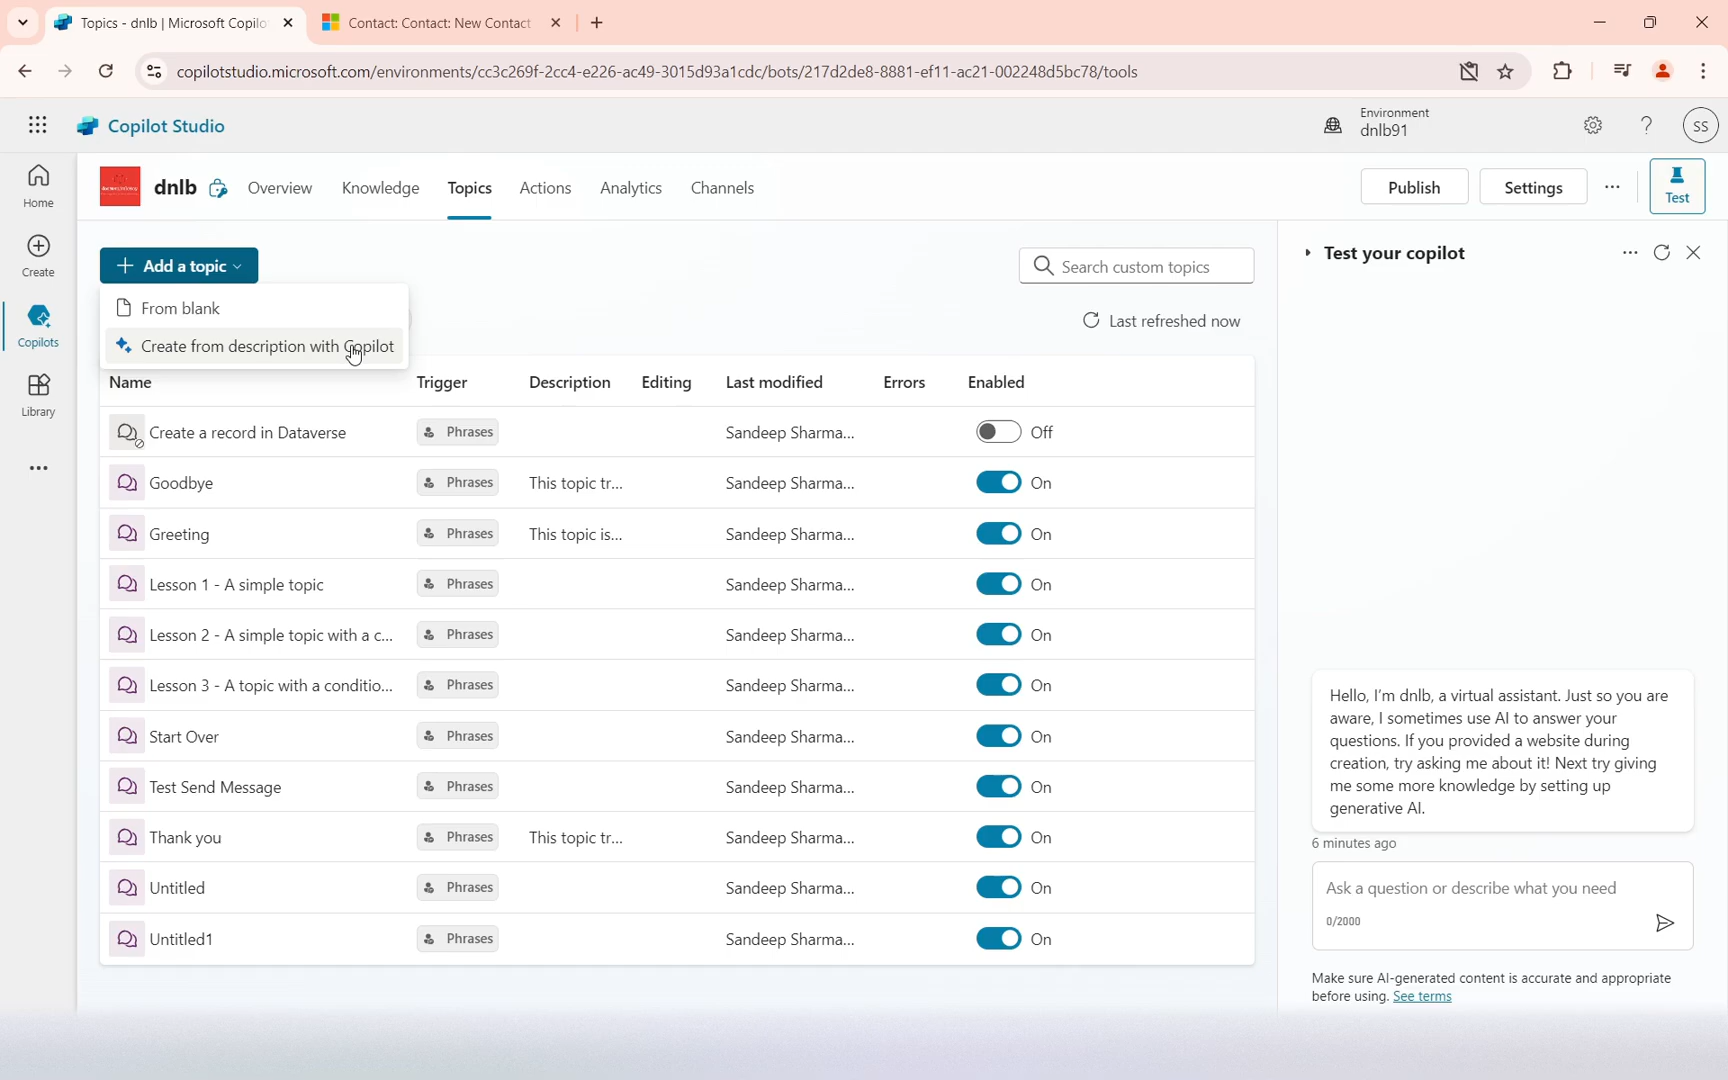 Topics - dnlb | Microsoft Copilo
Contact: Contact: New Contact
copilotstudio.microsoft.com/environments/cc3c269f-2cc4-e226-ac49-3015d93a1cdc/bots/217d2de8-8881-ef11-ac21-002248d5bc78/tools
Copilot Studio
Environment
dnlb91
SS
Home
Create
Copilots
Library
dnlb
Overview
Knowledge
Topics
Actions
Analytics
Channels
Publish
Settings
Test
Add a topic
From blank
Create from description with Copilot
Search custom topics
Last refreshed now
Name Trigger Description Editing Last modified Errors Enabled
Create a record in Dataverse Phrases Sandeep Sharma... Off
Goodbye Phrases This topic tr... Sandeep Sharma... On
Greeting Phrases This topic is... Sandeep Sharma... On
Lesson 1 - A simple topic Phrases Sandeep Sharma... On
Lesson 2 - A simple topic with a c... Phrases Sandeep Sharma... On
Lesson 3 - A topic with a conditio... Phrases Sandeep Sharma... On
Start Over Phrases Sandeep Sharma... On
Test Send Message Phrases Sandeep Sharma... On
Thank you Phrases This topic tr... Sandeep Sharma... On
Untitled Phrases Sandeep Sharma... On
Untitled1 Phrases Sandeep Sharma... On
Test your copilot
Hello, I'm dnlb, a virtual assistant. Just so you are
aware, I sometimes use AI to answer your
questions. If you provided a website during
creation, try asking me about it! Next try giving
me some more knowledge by setting up
generative AI.
6 minutes ago
Ask a question or describe what you need
0/2000
Make sure AI-generated content is accurate and appropriate
before using. See terms